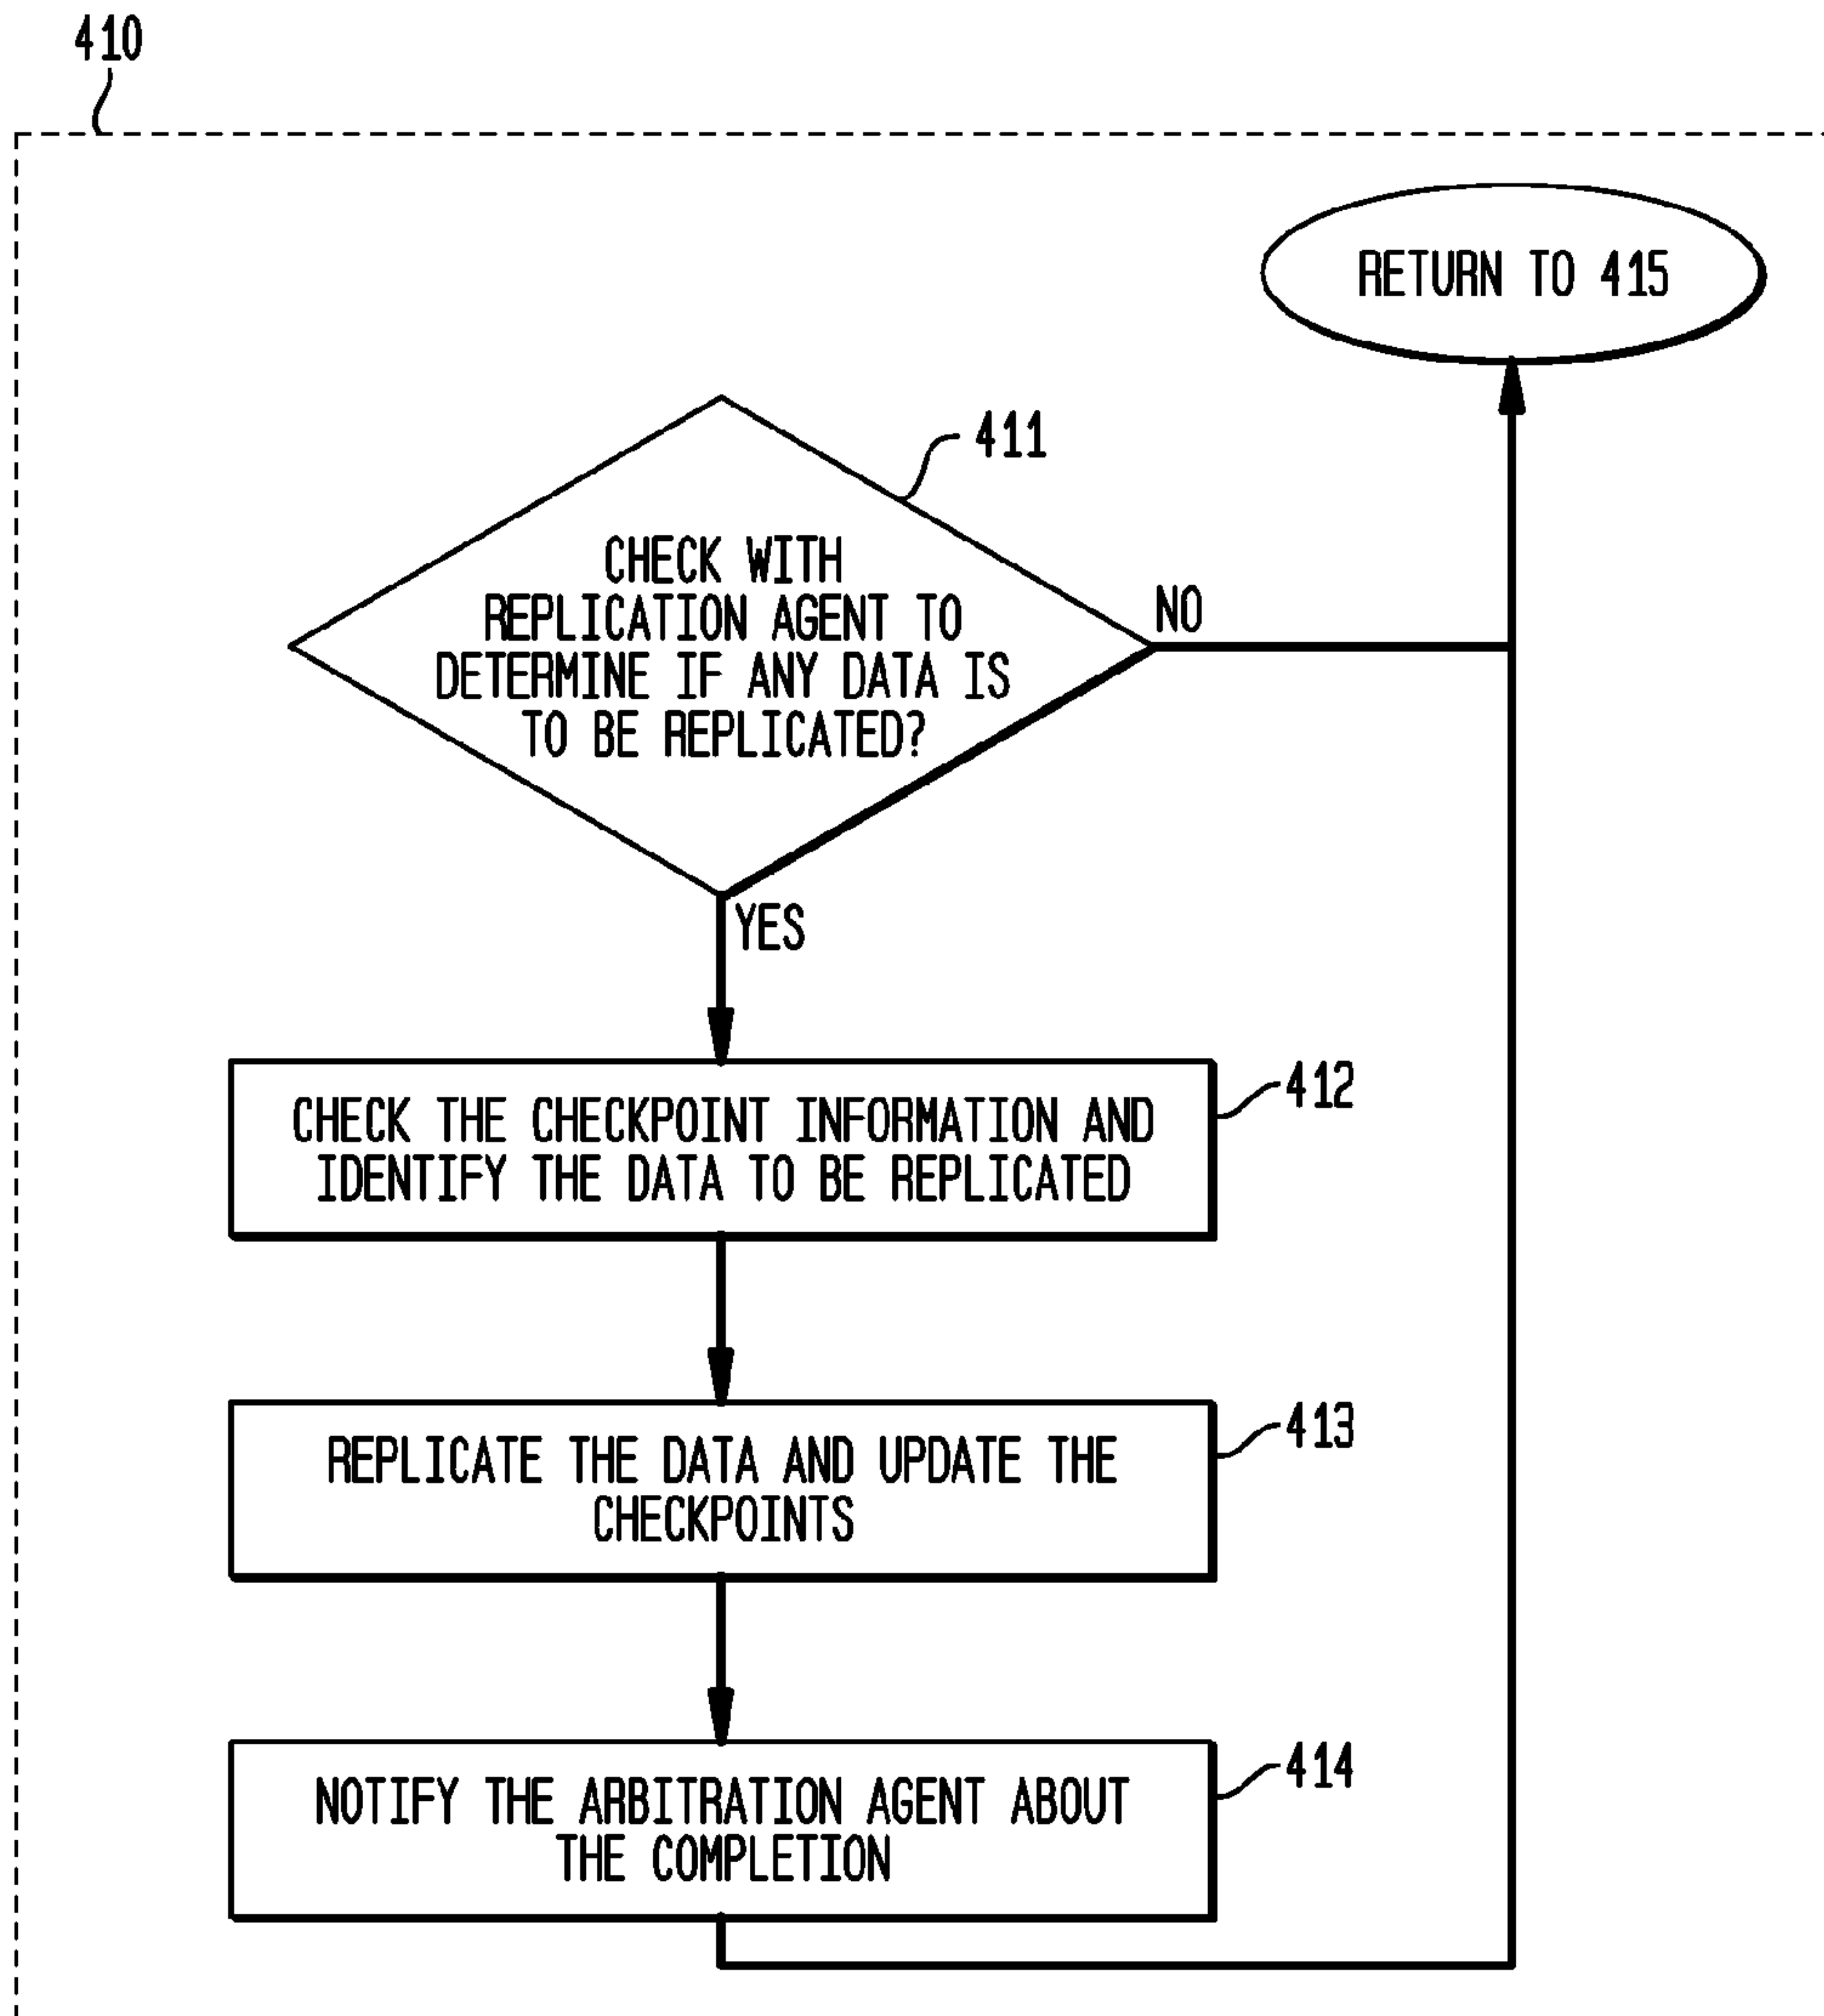 410
RETURN TO 415
411
CHECK WITH
REPLICATION AGENT TO
DETERMINE IF ANY DATA IS
TO BE REPLICATED?
NO
YES
412
CHECK THE CHECKPOINT INFORMATION AND
IDENTIFY THE DATA TO BE REPLICATED
413
REPLICATE THE DATA AND UPDATE THE
CHECKPOINTS
414
NOTIFY THE ARBITRATION AGENT ABOUT
THE COMPLETION